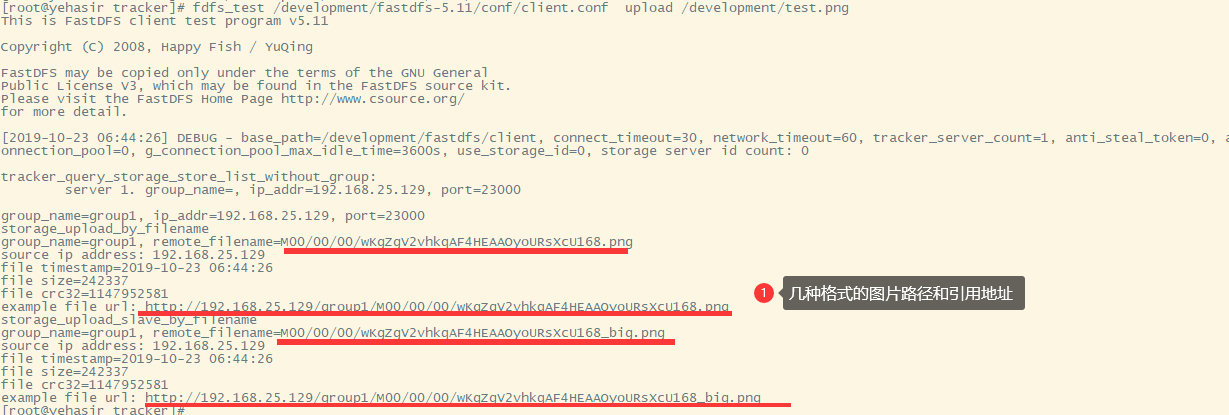 [root@yehasir tracker]# fdfs_test /development/fastdfs-5.11/conf/client.conf  upload /development/test.png
This is FastDFS client test program v5.11
Copyright (C) 2008, Happy Fish / YuQing
FastDFS may be copied only under the terms of the GNU General
Public License V3, which may be found in the FastDFS source kit.
Please visit the FastDFS Home Page http://www.csource.org/
for more detail.
[2019-10-23 06:44:26] DEBUG - base_path=/development/fastdfs/client, connect_timeout=30, network_timeout=60, tracker_server_count=1, anti_steal_token=0, a
onnection_pool=0, g_connection_pool_max_idle_time=3600s, use_storage_id=0, storage server id count: 0
tracker_query_storage_store_list_without_group:
server 1. group_name=, ip_addr=192.168.25.129, port=23000
group_name=group1, ip_addr=192.168.25.129, port=23000
storage_upload_by_filename
group_name=group1, remote_filename=M00/00/00/wKgZgV2vhkqAF4HEAAOyoURsXcU168.png
source ip address: 192.168.25.129
file timestamp=2019-10-23 06:44:26
file size=242337
file crc32=1147952581
example file url: http://192.168.25.129/group1/M00/00/00/wKgZgV2vhkqAF4HEAAOyoURsXcU168.png
① 几种格式的图片路径和引用地址
storage_upload_slave_by_filename
group_name=group1, remote_filename=M00/00/00/wKgZgV2vhkqAF4HEAAOyoURsXcU168_big.png
source ip address: 192.168.25.129
file timestamp=2019-10-23 06:44:26
file size=242337
file crc32=1147952581
example file url: http://192.168.25.129/group1/M00/00/00/wKgZgV2vhkqAF4HEAAOyoURsXcU168_big.png
[root@yehasir tracker]#